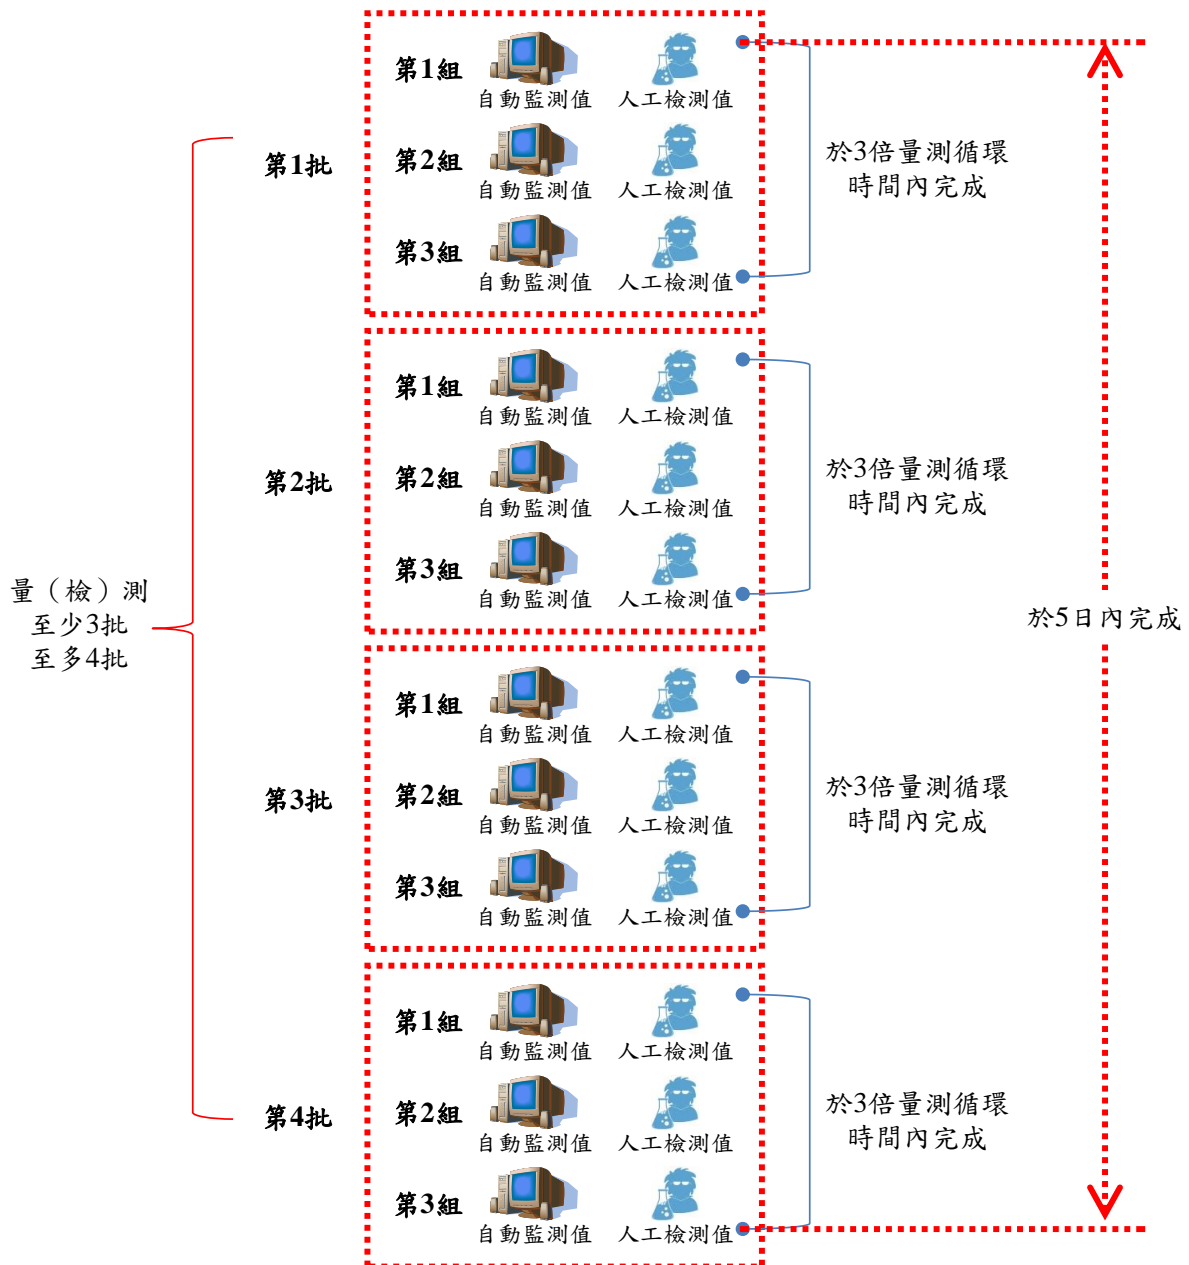 第1組
自動監測值 人工檢測值
第1批
第2組
自動監測值 人工檢測值
第3組
自動監測值 人工檢測值
於3倍量測循環
時間內完成
第1組
自動監測值 人工檢測值
第2批
第2組
自動監測值 人工檢測值
第3組
自動監測值 人工檢測值
於3倍量測循環
時間內完成
量（檢）測
至少3批
至多4批
於5日內完成
第1組
自動監測值 人工檢測值
第3批
第2組
自動監測值 人工檢測值
第3組
自動監測值 人工檢測值
於3倍量測循環
時間內完成
第1組
自動監測值 人工檢測值
第4批
第2組
自動監測值 人工檢測值
第3組
自動監測值 人工檢測值
於3倍量測循環
時間內完成